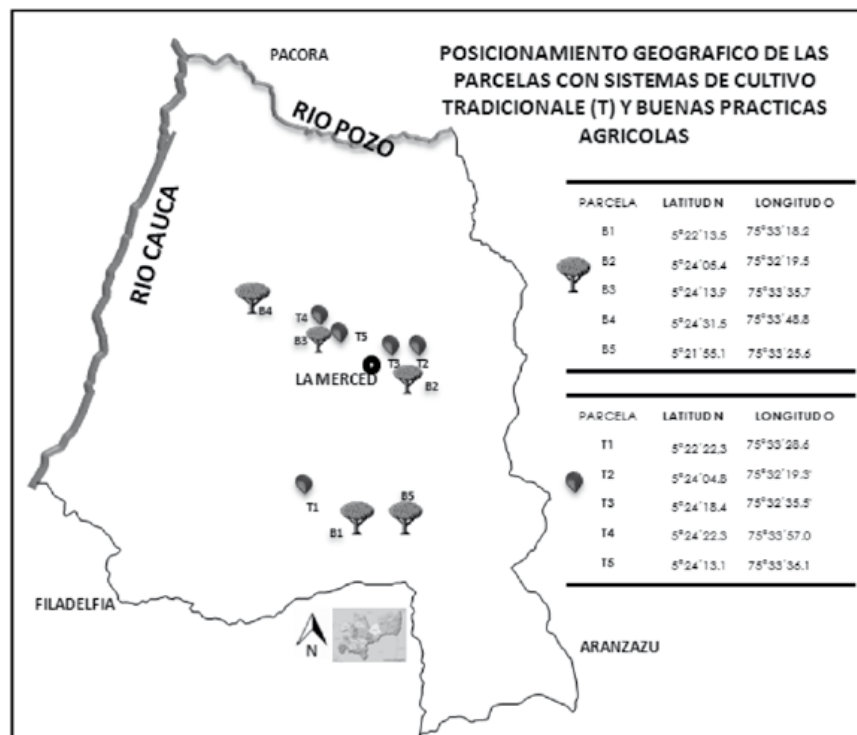 PACORA
POSICIONAMIENTO GEOGRAFICO DE LAS
PARCELAS CON SISTEMAS DE CULTIVO
TRADICIONALE (T) Y BUENAS PRACTICAS
AGRICOLAS
RIO POZO
RIO CAUCA
PARCELA LATITUD N LONGITUD O
B1 5°22´13.5 75°33´18.2
B2 5°24´05.4 75°32´19.5
B3 5°24´13.9 75°33´35.7
B4 5°24´31.5 75°33´48.8
B5 5°21´55.1 75°33´25.6
B4
T4
B3
T5
T3
T2
LA MERCED
B2
PARCELA LATITUD N LONGITUD O
T1 5°22´22.3 75°33´28.6
T2 5°24´04.8 75°32´19.3'
T3 5°24´18.4 75°32´35.5'
T4 5°24´22.3 75°33´57.0
T5 5°24´13.1 75°33´36.1
T1
B1
B5
FILADELFIA
N
ARANZAZU